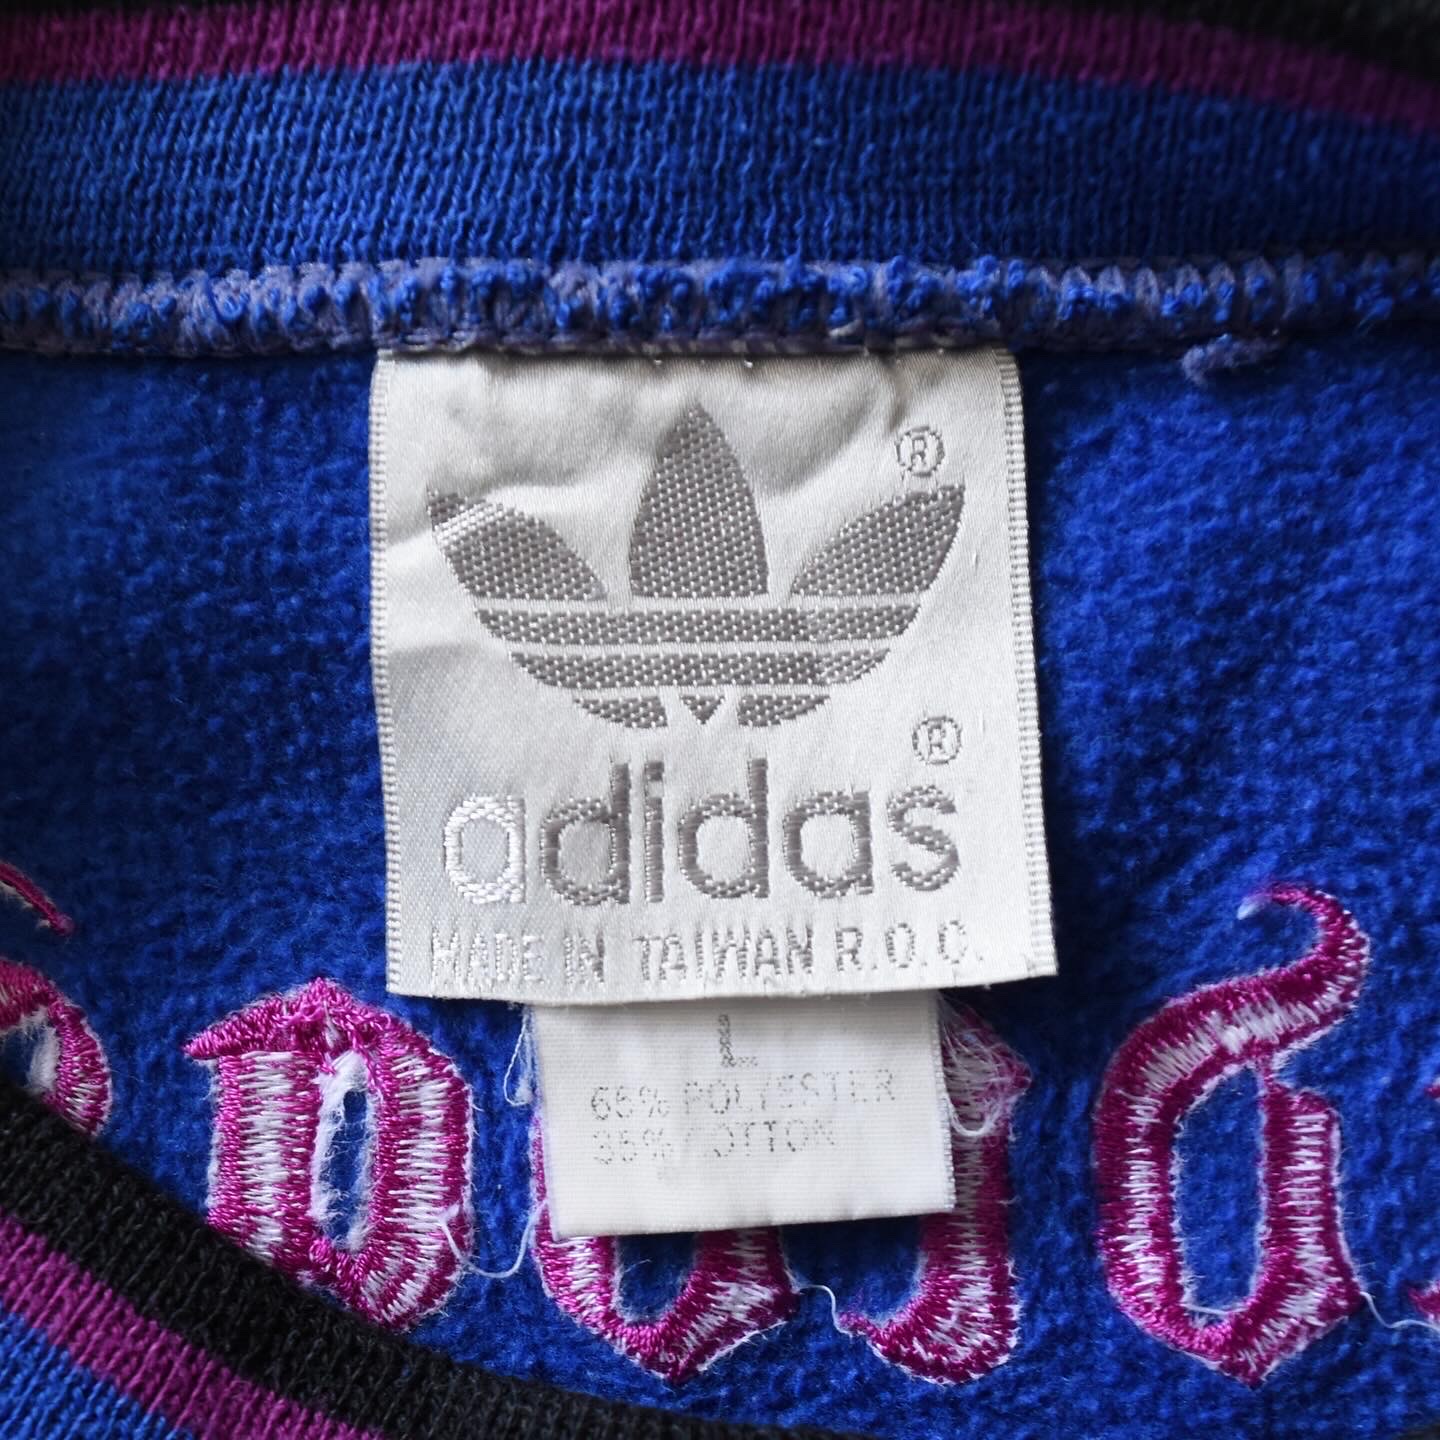 ®
®
adidas
MADE IN TAIWAN R.O.C.
L
65% POLYESTER
35% COTTON